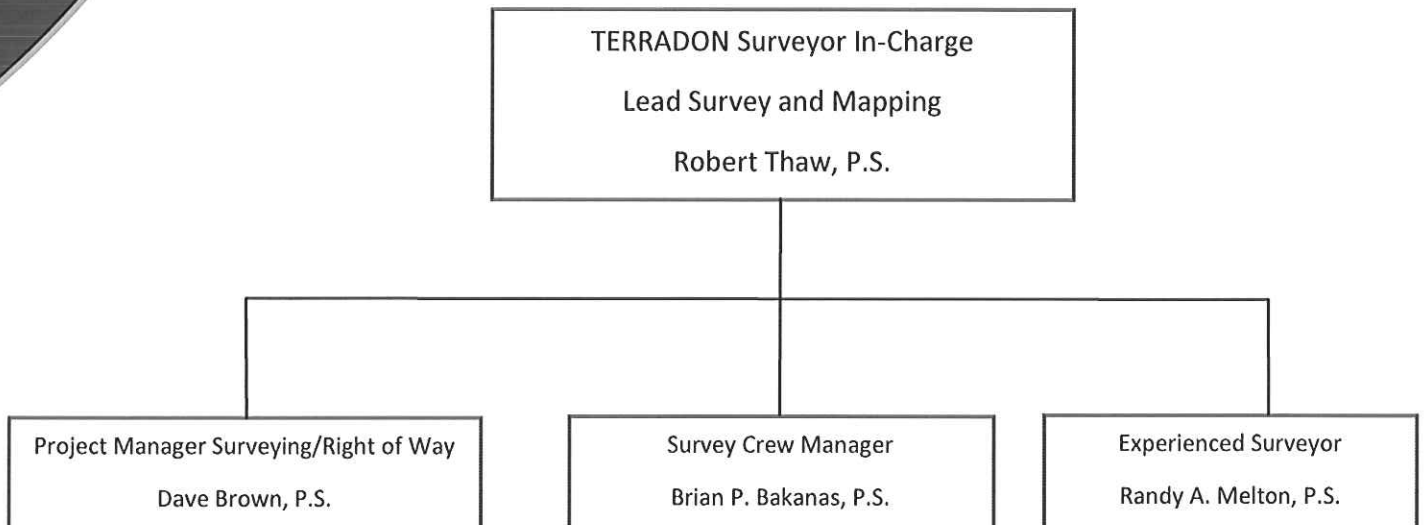 TERRADON Surveyor In-Charge
Lead Survey and Mapping
Robert Thaw, P.S.
Project Manager Surveying/Right of Way
Dave Brown, P.S.
Survey Crew Manager
Brian P. Bakanas, P.S.
Experienced Surveyor
Randy A. Melton, P.S.